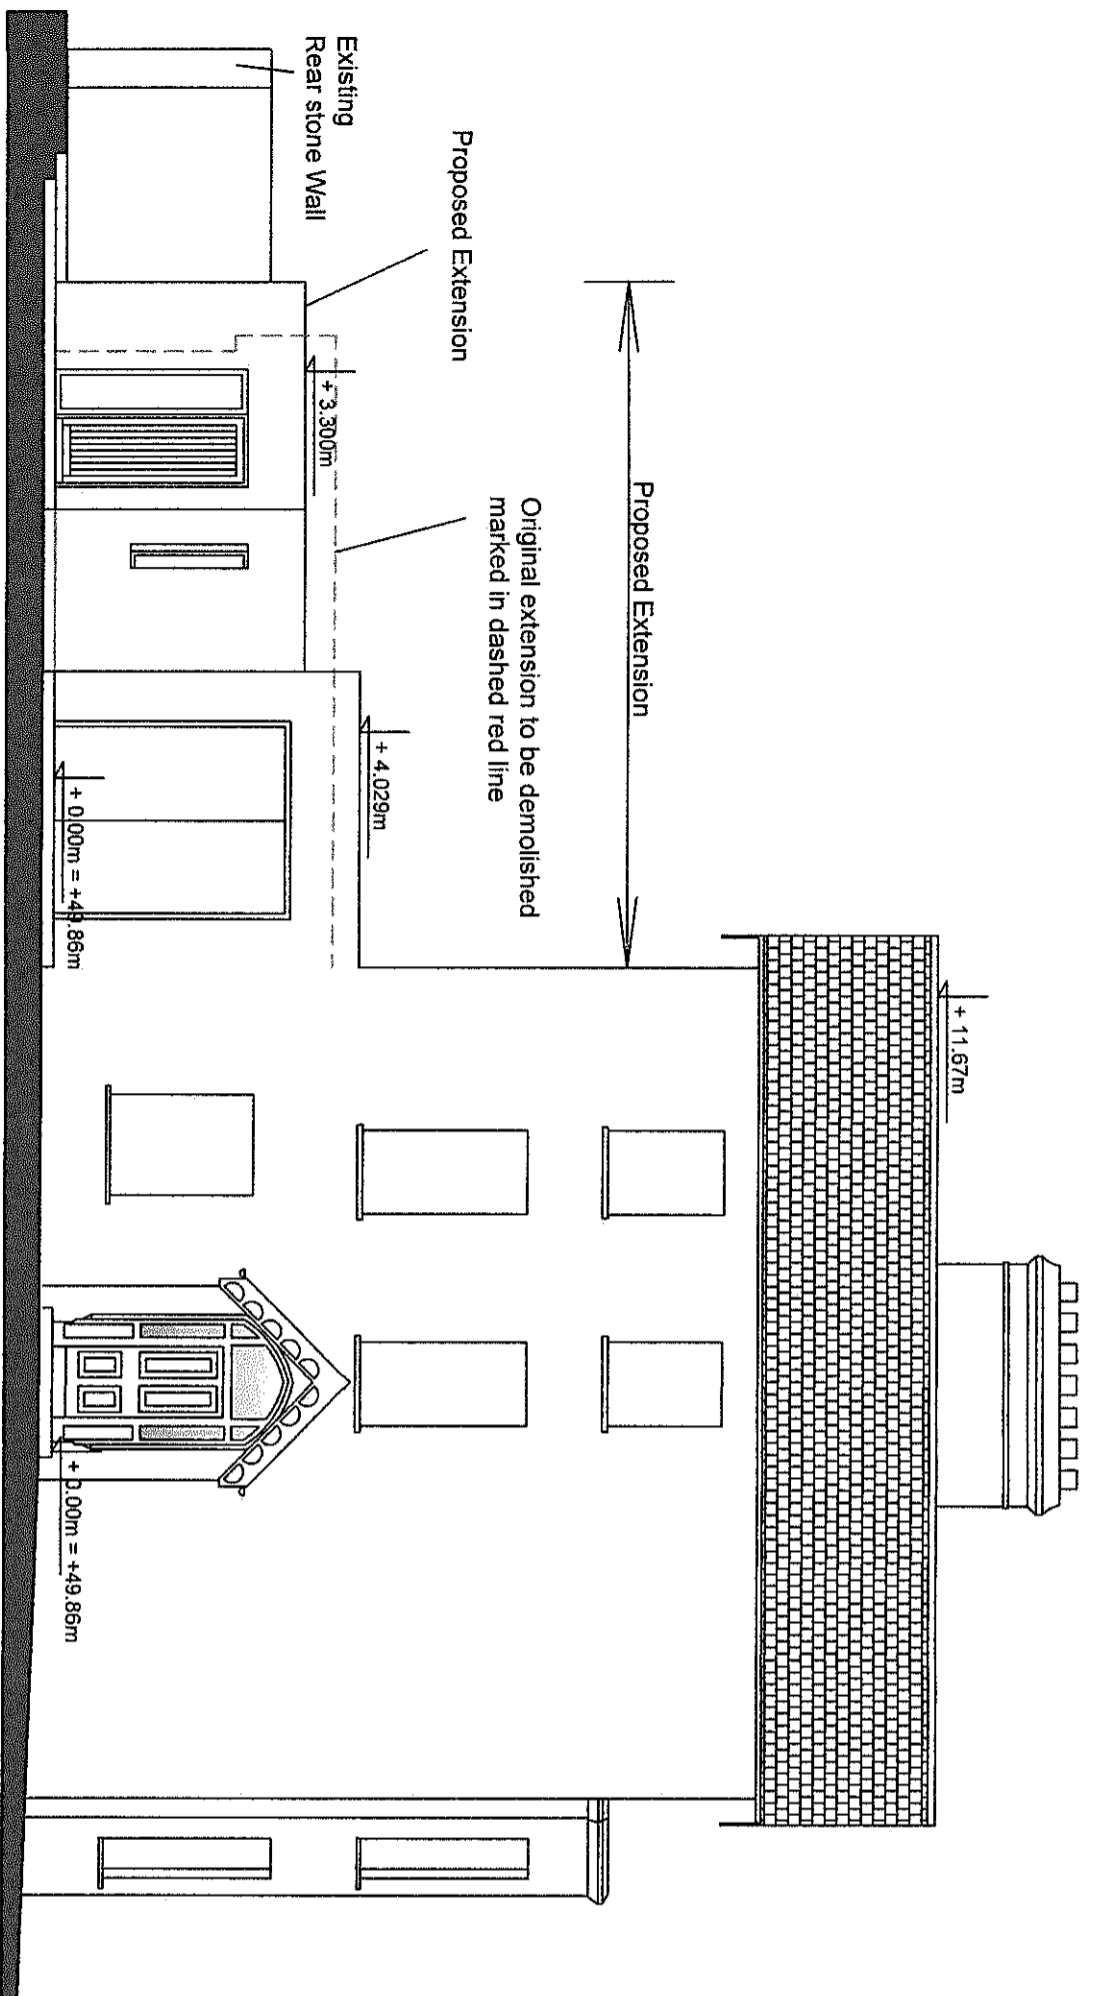 Existing
Rear stone Wall
Proposed Extension
+ 3.300m
Original extension to be demolished
marked in dashed red line
Proposed Extension
+ 4.029m
+ 0.00m = +49.86m
+ 11.67m
+ 0.00m = +49.86m